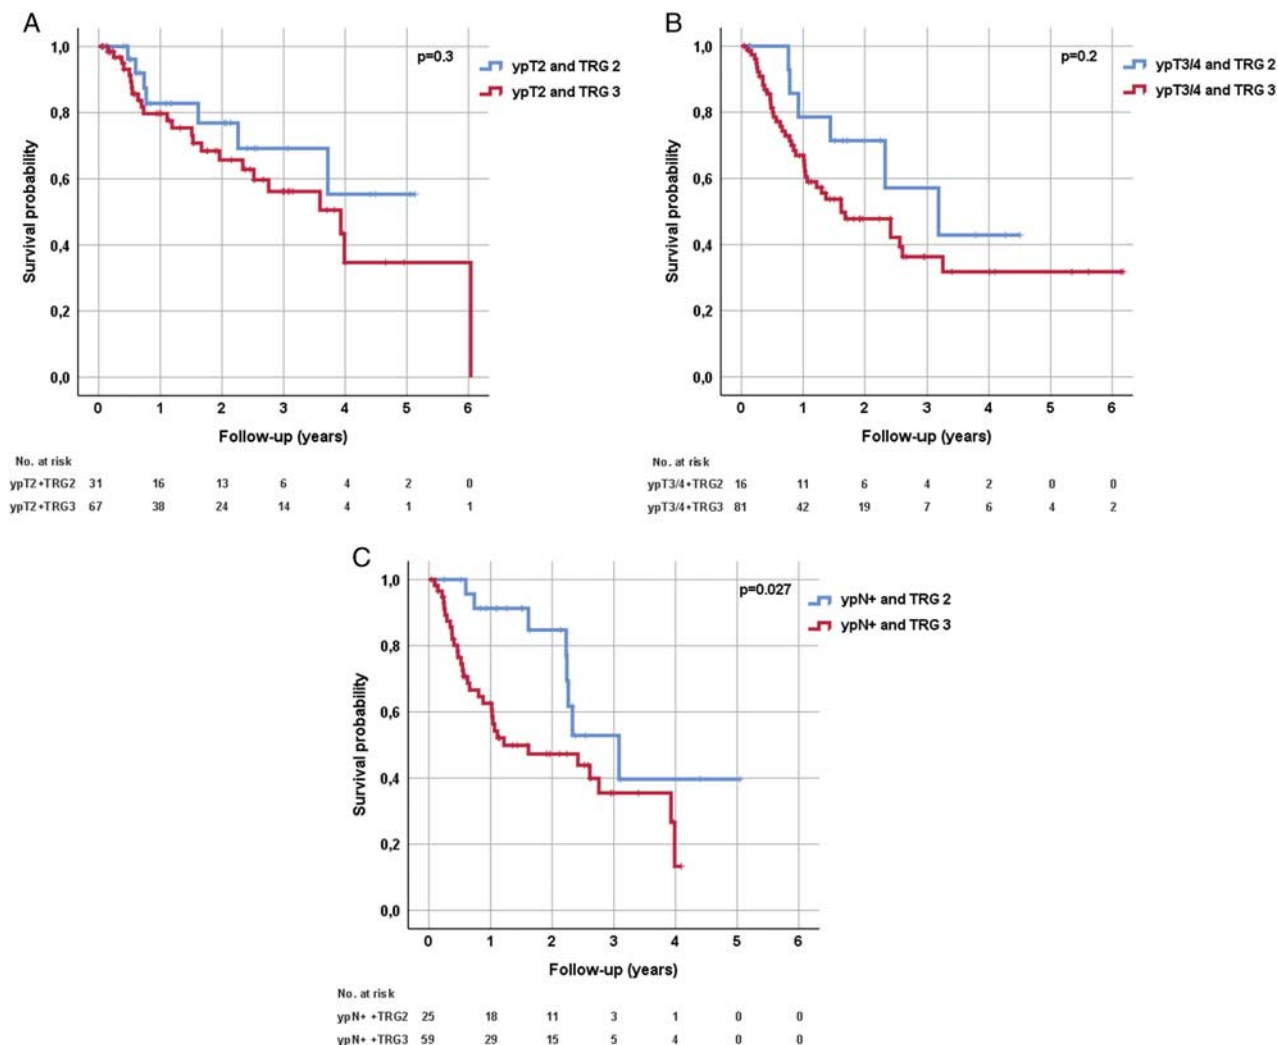 A
p=0.3
ypT2 and TRG 2
ypT2 and TRG 3
Survival probability
1,0
0,8
0,6
0,4
0,2
0,0
0 1 2 3 4 5 6
Follow-up (years)
No. at risk
ypT2+TRG2 31 16 13 6 4 2 0
ypT2+TRG3 67 38 24 14 4 1 1
B
p=0.2
ypT3/4 and TRG 2
ypT3/4 and TRG 3
Survival probability
1,0
0,8
0,6
0,4
0,2
0,0
0 1 2 3 4 5 6
Follow-up (years)
No. at risk
ypT3/4+TRG2 16 11 6 4 2 0 0
ypT3/4+TRG3 81 42 19 7 6 4 2
C
p=0.027
ypN+ and TRG 2
ypN+ and TRG 3
Survival probability
1,0
0,8
0,6
0,4
0,2
0,0
0 1 2 3 4 5 6
Follow-up (years)
No. at risk
ypN+ +TRG2 25 18 11 3 1 0 0
ypN+ +TRG3 59 29 15 5 4 0 0